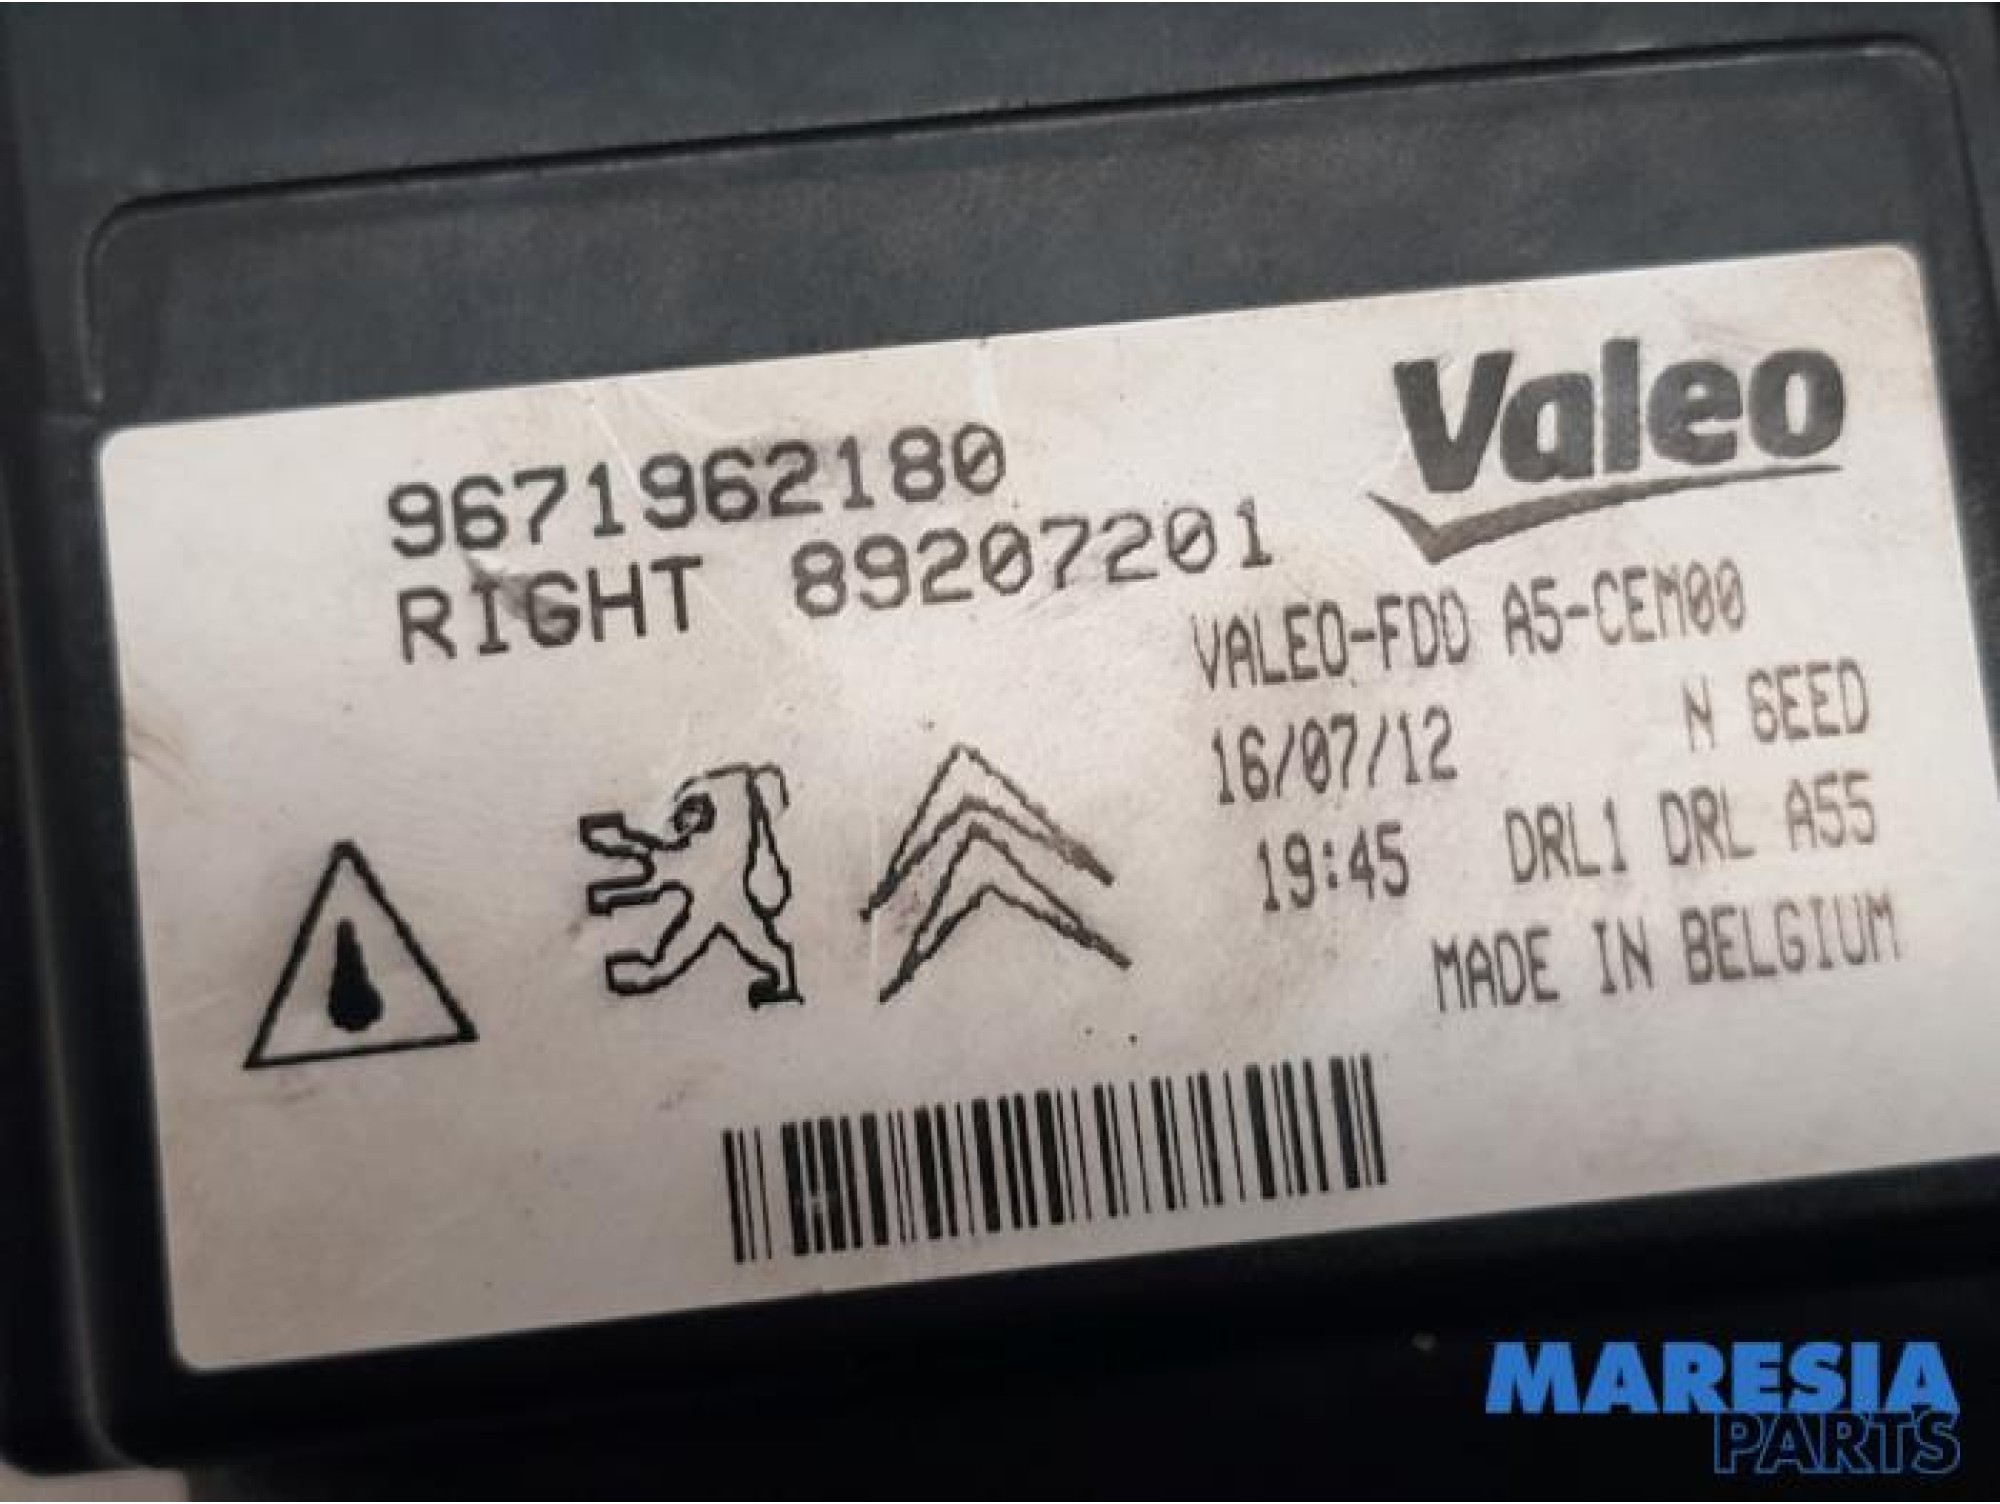 Valeo
9671962180
RIGHT 89207201
VALEO-FDD A5-CEM00
16/07/12 N GEED
19:45 DRL1 DRL A55
MADE IN BELGIUM
MARESIA
PARTS